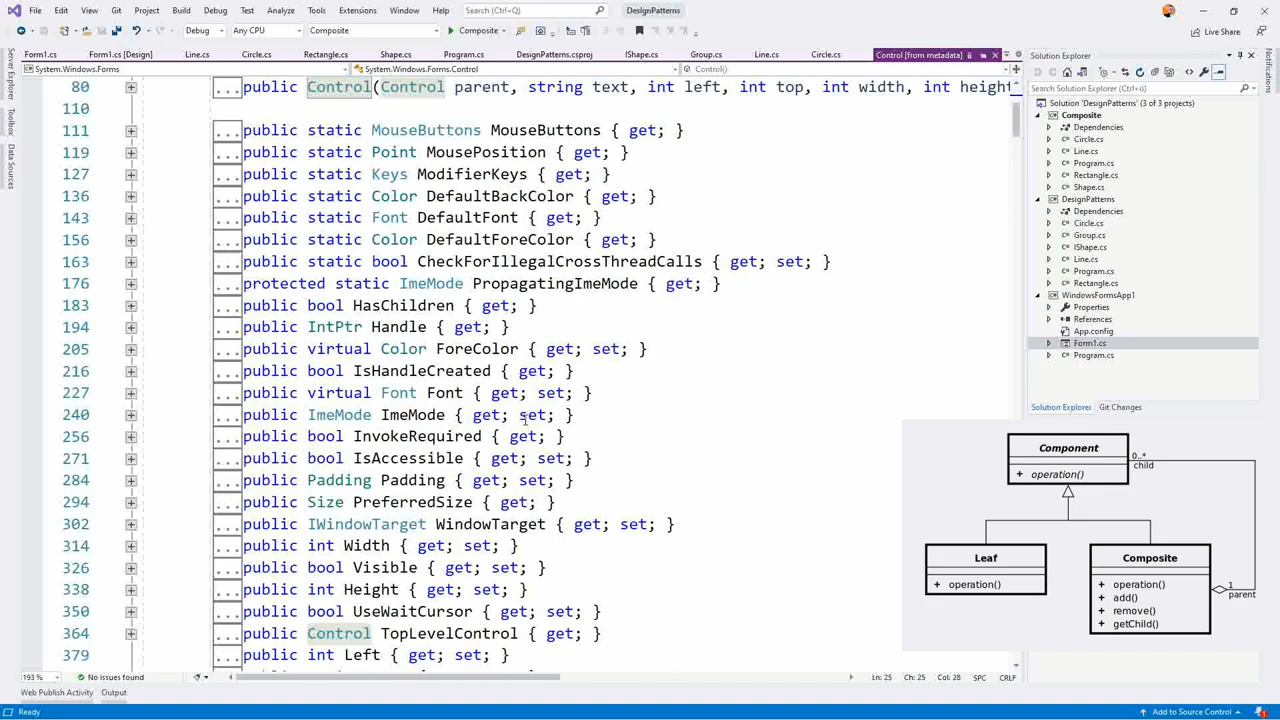 File Edit View Git Project Build Debug Test Analyze Tools Extensions Window Help Search (Ctrl+Q) DesignPatterns
Debug Any CPU Composite Composite Live Share
Form1.cs Form1.cs [Design] Line.cs Circle.cs Rectangle.cs Shape.cs Program.cs DesignPatterns.csproj IShape.cs Group.cs Line.cs Circle.cs Control [from metadata]
System.Windows.Forms System.Windows.Forms.Control Control()
Server Explorer
Toolbox
Data Sources
80 ... public Control(Control parent, string text, int left, int top, int width, int height
110
111 ... public static MouseButtons MouseButtons { get; }
119 ... public static Point MousePosition { get; }
127 ... public static Keys ModifierKeys { get; }
136 ... public static Color DefaultBackColor { get; }
143 ... public static Font DefaultFont { get; }
156 ... public static Color DefaultForeColor { get; }
163 ... public static bool CheckForIllegalCrossThreadCalls { get; set; }
176 ... protected static ImeMode PropagatingImeMode { get; }
183 ... public bool HasChildren { get; }
194 ... public IntPtr Handle { get; }
205 ... public virtual Color ForeColor { get; set; }
216 ... public bool IsHandleCreated { get; }
227 ... public virtual Font Font { get; set; }
240 ... public ImeMode ImeMode { get; set; }
256 ... public bool InvokeRequired { get; }
271 ... public bool IsAccessible { get; set; }
284 ... public Padding Padding { get; set; }
294 ... public Size PreferredSize { get; }
302 ... public IWindowTarget WindowTarget { get; set; }
314 ... public int Width { get; set; }
326 ... public bool Visible { get; set; }
338 ... public int Height { get; set; }
350 ... public bool UseWaitCursor { get; set; }
364 ... public Control TopLevelControl { get; }
379 ... public int Left { get; set; }
193 % No issues found Ln: 25 Ch: 25 Col: 28 SPC CRLF
Web Publish Activity Output
Ready Add to Source Control
Solution Explorer
Search Solution Explorer (Ctrl+ü)
Solution 'DesignPatterns' (3 of 3 projects)
Composite
Dependencies
Circle.cs
Line.cs
Program.cs
Rectangle.cs
Shape.cs
DesignPatterns
Dependencies
Circle.cs
Group.cs
IShape.cs
Line.cs
Program.cs
Rectangle.cs
WindowsFormsApp1
Properties
References
App.config
Form1.cs
Program.cs
Solution Explorer Git Changes
Notifications
Component
+ operation()
0..*
child
Leaf
+ operation()
Composite
+ operation()
+ add()
+ remove()
+ getChild()
1
parent